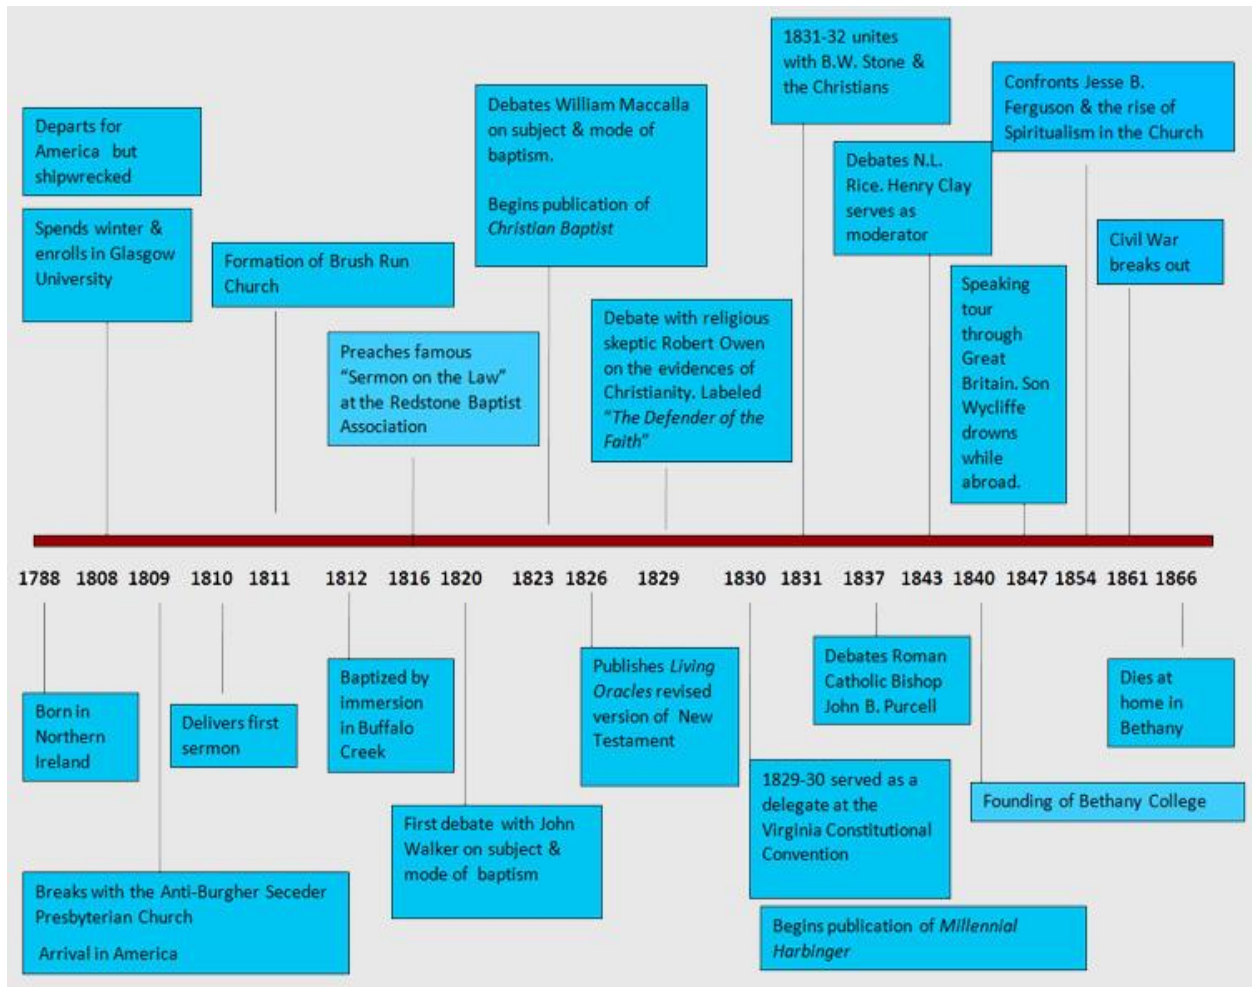 1831-32 unites
with B.W. Stone &
the Christians
Confronts Jesse B.
Ferguson & the rise of
Spiritualism in the Church
Departs for
America but
shipwrecked
Debates William Maccalla
on subject & mode of
baptism.
Begins publication of
Christian Baptist
Debates N.L.
Rice. Henry Clay
serves as
moderator
Spends winter &
enrolls in Glasgow
University
Formation of Brush Run
Church
Civil War
breaks out
Speaking
tour
through
Great
Britain. Son
Wycliffe
drowns
while
abroad.
Preaches famous
“Sermon on the Law”
at the Redstone Baptist
Association
Debate with religious
skeptic Robert Owen
on the evidences of
Christianity. Labeled
“The Defender of the
Faith”
1788 1808 1809 1810 1811 1812 1816 1820 1823 1826 1829 1830 1831 1837 1843 1840 1847 1854 1861 1866
Born in
Northern
Ireland
Delivers first
sermon
Baptized by
immersion
in Buffalo
Creek
Publishes Living
Oracles revised
version of New
Testament
Debates Roman
Catholic Bishop
John B. Purcell
Dies at
home in
Bethany
1829-30 served as a
delegate at the
Virginia Constitutional
Convention
Founding of Bethany College
First debate with John
Walker on subject &
mode of baptism
Breaks with the Anti-Burgher Seceder
Presbyterian Church
Arrival in America
Begins publication of Millennial
Harbinger